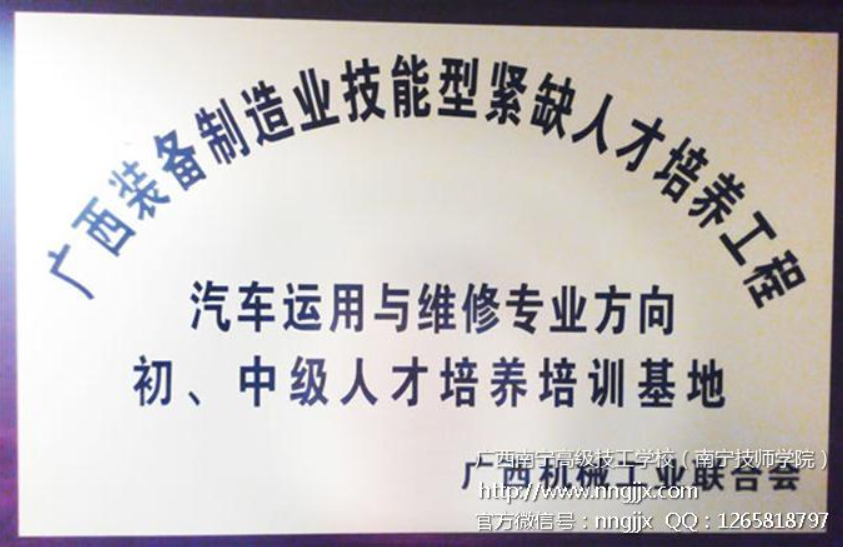 广西装备制造业技能型紧缺人才培养工程
汽车运用与维修专业方向
初、中级人才培养培训基地
广西南宁高级技工学校（南宁技师学院）
广西机械工业联合会
http://www.nngjjx.com
官方微信号：nngjjx QQ：1265818797